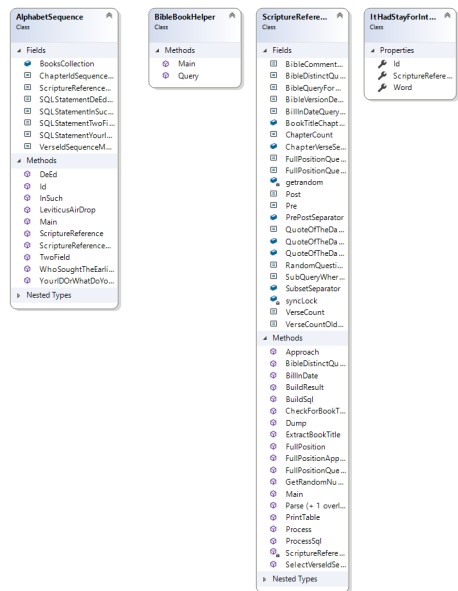 AlphabetSequence
Class
Fields
BooksCollection
ChapterIdSequence...
ScriptureReference...
SQLStatementDeEd...
SQLStatementInSuc...
SQLStatementTwoFi...
SQLStatementYourI...
VerseIdSequenceM...
Methods
DeEd
Id
InSuch
LeviticusAirDrop
Main
ScriptureReference
ScriptureReference...
TwoField
WhoSoughtTheEarli...
YourIDOrWhatDoYo...
Nested Types
BibleBookHelper
Class
Methods
Main
Query
ScriptureRefere...
Class
Fields
BibleComment...
BibleDistinctQu...
BibleQueryForm...
BibleVersionDe...
BillInDateQuery...
BookTitleChapt...
ChapterCount
ChapterVerseSe...
FullPositionQue...
FullPositionQue...
getrandom
Post
Pre
PrePostSeparator
QuoteOfTheDa...
QuoteOfTheDa...
QuoteOfTheDa...
RandomQuesti...
SubQueryWher...
SubsetSeparator
syncLock
VerseCount
VerseCountOld...
Methods
Approach
BibleDistinctQu...
BillInDate
BuildResult
BuildSql
CheckForBookT...
Dump
ExtractBookTitle
FullPosition
FullPositionApp...
FullPositionQue...
GetRandomNu...
Main
Parse (+ 1 overl...
PrintTable
Process
ProcessSql
ScriptureRefere...
SelectVerseIdSe...
Nested Types
ItHadStayForInt...
Class
Properties
Id
ScriptureRefere...
Word